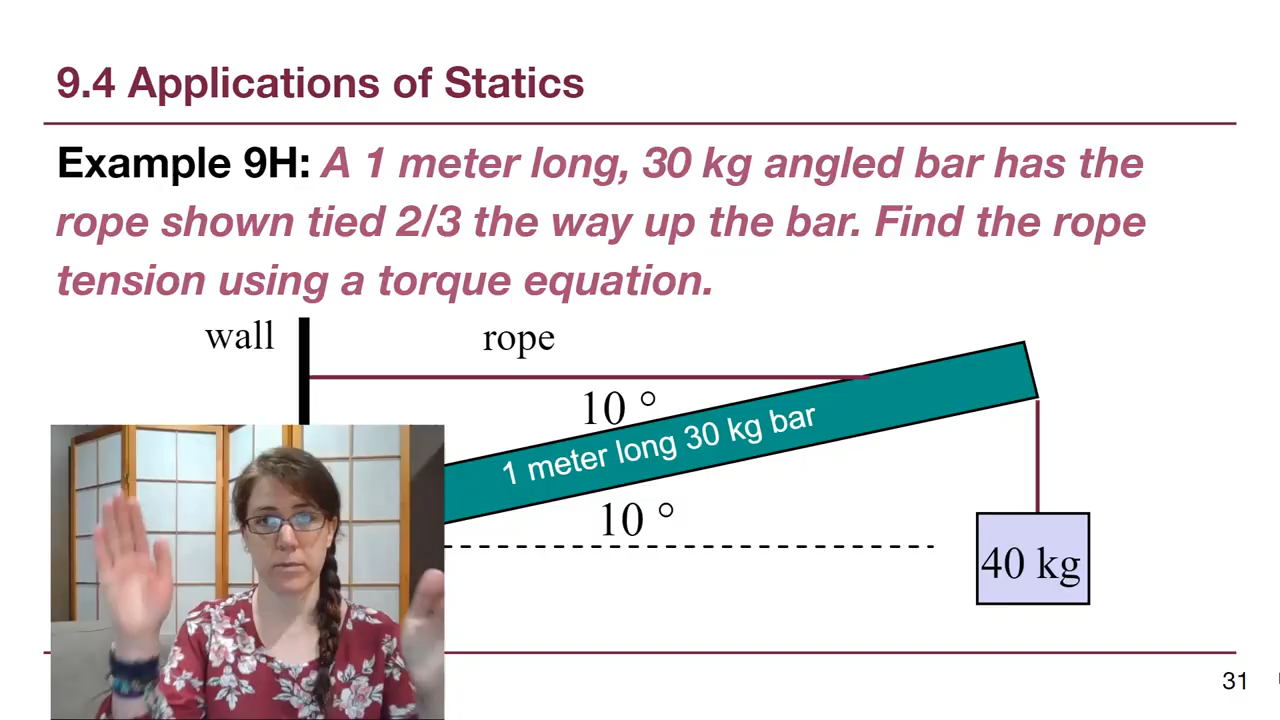 9.4 Applications of Statics
Example 9H: A 1 meter long, 30 kg angled bar has the
rope shown tied 2/3 the way up the bar. Find the rope
tension using a torque equation.
wall
rope
10 °
1 meter long 30 kg bar
10 °
40 kg
31